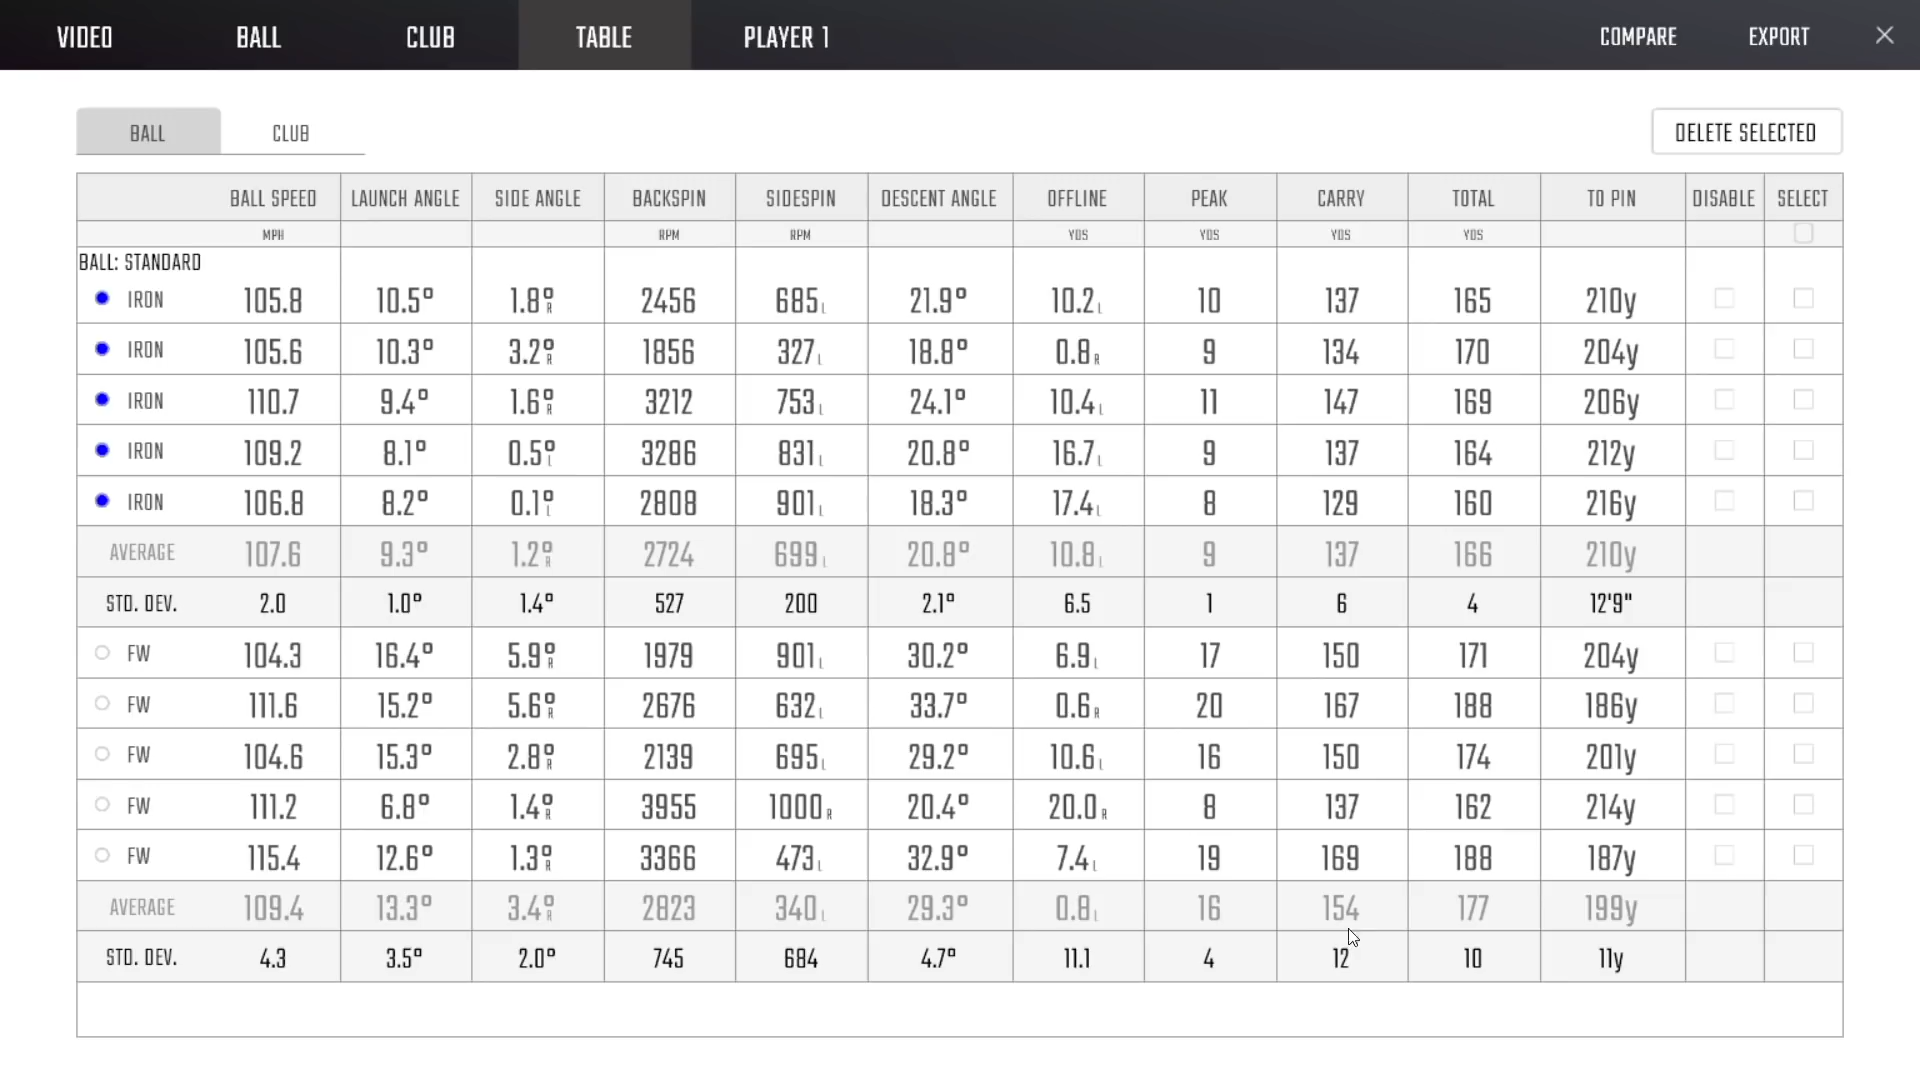 VIDEO BALL CLUB TABLE PLAYER 1 COMPARE EXPORT
BALL CLUB DELETE SELECTED
BALL SPEED LAUNCH ANGLE SIDE ANGLE BACKSPIN SIDESPIN DESCENT ANGLE OFFLINE PEAK CARRY TOTAL TO PIN DISABLE SELECT
MPH RPM RPM YDS YDS YDS YDS
BALL: STANDARD
IRON 105.8 10.5° 1.8° R 2456 685 L 21.9° 10.2 L 10 137 165 210y
IRON 105.6 10.3° 3.2° R 1856 327 L 18.8° 0.8 R 9 134 170 204y
IRON 110.7 9.4° 1.6° R 3212 753 L 24.1° 10.4 L 11 147 169 206y
IRON 109.2 8.1° 0.5° L 3286 831 L 20.8° 16.7 L 9 137 164 212y
IRON 106.8 8.2° 0.1° L 2808 901 L 18.3° 17.4 L 8 129 160 216y
AVERAGE 107.6 9.3° 1.2° R 2724 699 L 20.8° 10.8 L 9 137 166 210y
STD. DEV. 2.0 1.0° 1.4° 527 200 2.1° 6.5 1 6 4 12'9"
FW 104.3 16.4° 5.9° R 1979 901 L 30.2° 6.9 L 17 150 171 204y
FW 111.6 15.2° 5.6° R 2676 632 L 33.7° 0.6 R 20 167 188 186y
FW 104.6 15.3° 2.8° R 2139 695 L 29.2° 10.6 L 16 150 174 201y
FW 111.2 6.8° 1.4° R 3955 1000 R 20.4° 20.0 R 8 137 162 214y
FW 115.4 12.6° 1.3° R 3366 473 L 32.9° 7.4 L 19 169 188 187y
AVERAGE 109.4 13.3° 3.4° R 2823 340 L 29.3° 0.8 L 16 154 177 199y
STD. DEV. 4.3 3.5° 2.0° 745 684 4.7° 11.1 4 12 10 11y